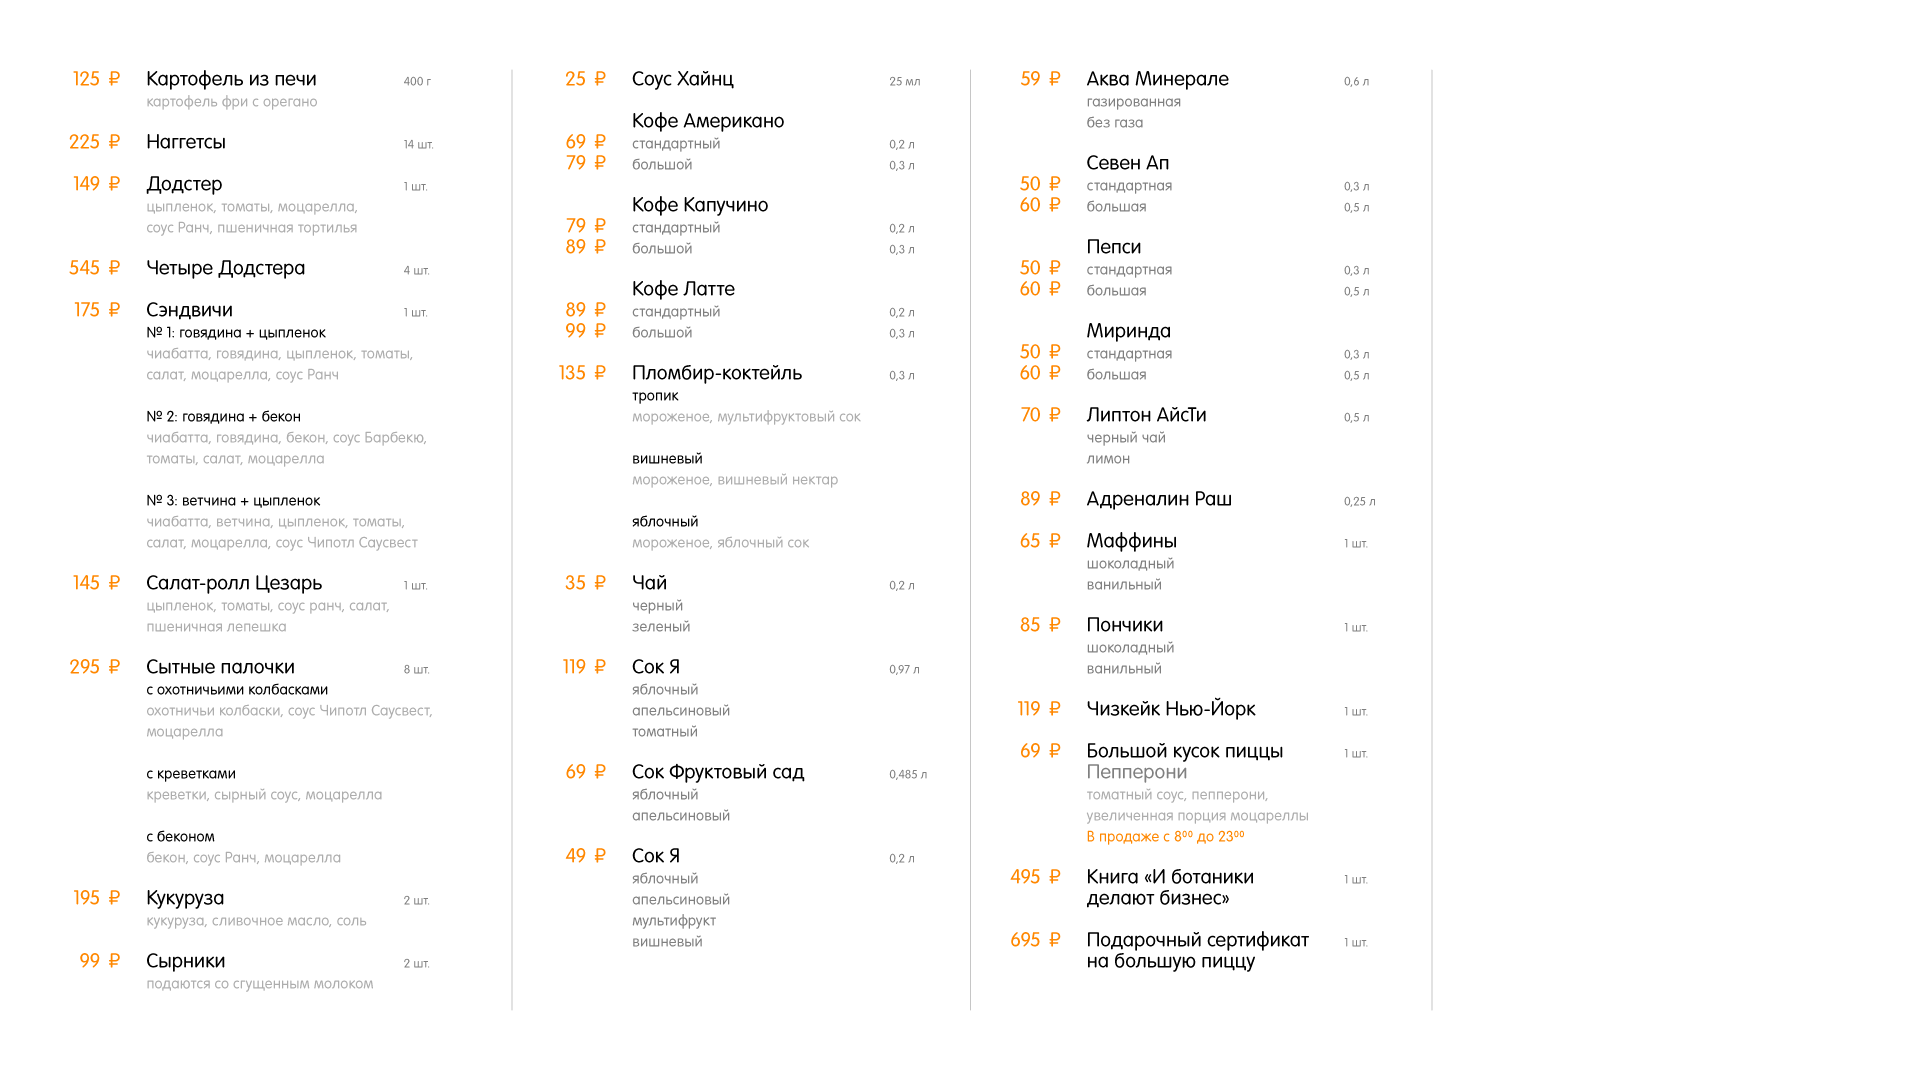 125 ₽ Картофель из печи 400 г
картофель фри с орегано
225 ₽ Наггетсы 14 шт.
149 ₽ Додстер 1 шт.
цыпленок, томаты, моцарелла,
соус Ранч, пшеничная тортилья
545 ₽ Четыре Додстера 4 шт.
175 ₽ Сэндвичи 1 шт.
№ 1: говядина + цыпленок
чиабатта, говядина, цыпленок, томаты,
салат, моцарелла, соус Ранч
№ 2: говядина + бекон
чиабатта, говядина, бекон, соус Барбекю,
томаты, салат, моцарелла
№ 3: ветчина + цыпленок
чиабатта, ветчина, цыпленок, томаты,
салат, моцарелла, соус Чипотл Саусвест
145 ₽ Салат-ролл Цезарь 1 шт.
цыпленок, томаты, соус ранч, салат,
пшеничная лепешка
295 ₽ Сытные палочки 8 шт.
с охотничьими колбасками
охотничьи колбаски, соус Чипотл Саусвест,
моцарелла
с креветками
креветки, сырный соус, моцарелла
с беконом
бекон, соус Ранч, моцарелла
195 ₽ Кукуруза 2 шт.
кукуруза, сливочное масло, соль
99 ₽ Сырники 2 шт.
подаются со сгущенным молоком
25 ₽ Соус Хайнц 25 мл
Кофе Американо
69 ₽ стандартный 0,2 л
79 ₽ большой 0,3 л
Кофе Капучино
79 ₽ стандартный 0,2 л
89 ₽ большой 0,3 л
Кофе Латте
89 ₽ стандартный 0,2 л
99 ₽ большой 0,3 л
135 ₽ Пломбир-коктейль 0,3 л
тропик
мороженое, мультифруктовый сок
вишневый
мороженое, вишневый нектар
яблочный
мороженое, яблочный сок
35 ₽ Чай 0,2 л
черный
зеленый
119 ₽ Сок Я 0,97 л
яблочный
апельсиновый
томатный
69 ₽ Сок Фруктовый сад 0,485 л
яблочный
апельсиновый
49 ₽ Сок Я 0,2 л
яблочный
апельсиновый
мультифрукт
вишневый
59 ₽ Аква Минерале 0,6 л
газированная
без газа
Севен Ап
50 ₽ стандартная 0,3 л
60 ₽ большая 0,5 л
Пепси
50 ₽ стандартная 0,3 л
60 ₽ большая 0,5 л
Миринда
50 ₽ стандартная 0,3 л
60 ₽ большая 0,5 л
70 ₽ Липтон АйсТи 0,5 л
черный чай
лимон
89 ₽ Адреналин Раш 0,25 л
65 ₽ Маффины 1 шт.
шоколадный
ванильный
85 ₽ Пончики 1 шт.
шоколадный
ванильный
119 ₽ Чизкейк Нью-Йорк 1 шт.
69 ₽ Большой кусок пиццы 1 шт.
Пепперони
томатный соус, пепперони,
увеличенная порция моцареллы
В продаже с 8⁰⁰ до 23⁰⁰
495 ₽ Книга «И ботаники 1 шт.
делают бизнес»
695 ₽ Подарочный сертификат 1 шт.
на большую пиццу